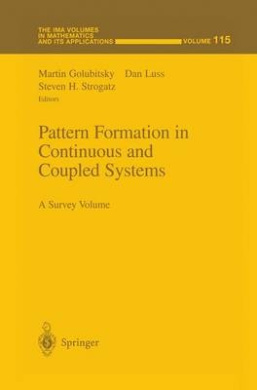 THE IMA VOLUMES
IN MATHEMATICS
AND ITS APPLICATIONS
VOLUME 115
Martin Golubitsky Dan Luss
Steven H. Strogatz
Editors
Pattern Formation in
Continuous and
Coupled Systems
A Survey Volume
Springer